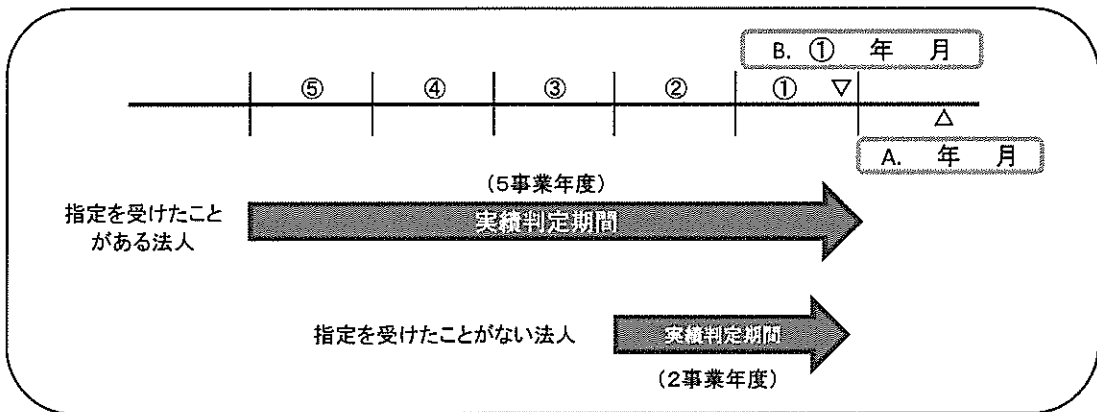 B. ① 年 月
⑤ ④ ③ ② ① ▽
△
A. 年 月
(5事業年度)
指定を受けたこと
がある法人
実績判定期間
指定を受けたことがない法人
実績判定期間
(2事業年度)